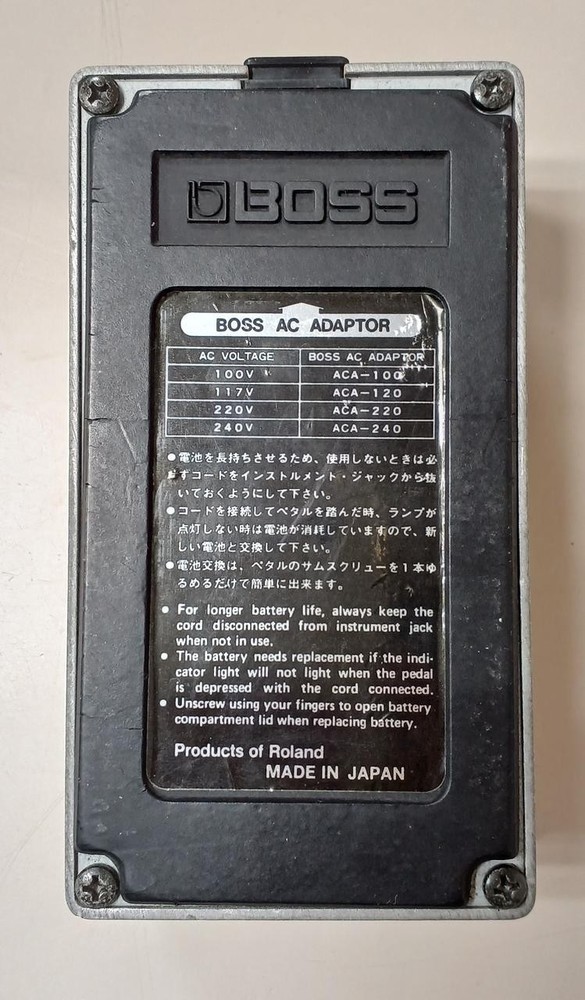 BOSS
BOSS AC ADAPTOR
AC VOLTAGE BOSS AC ADAPTOR
100V ACA-100
117V ACA-120
220V ACA-220
240V ACA-240
●電池を長持ちさせるため、使用しないときは必
ずコードをインストルメント・ジャックから抜
いておくようにして下さい。
●コードを接続してペタルを踏んだ時、ランプが
点灯しない時は電池が消耗していますので、新
しい電池と交換して下さい。
●電池交換は、ペタルのサムスクリューを1本ゆ
るめるだけで簡単に出来ます。
● For longer battery life, always keep the
cord disconnected from instrument jack
when not in use.
● The battery needs replacement if the indi-
cator light will not light when the pedal
is depressed with the cord connected.
● Unscrew using your fingers to open battery
compartment lid when replacing battery.
Products of Roland
MADE IN JAPAN